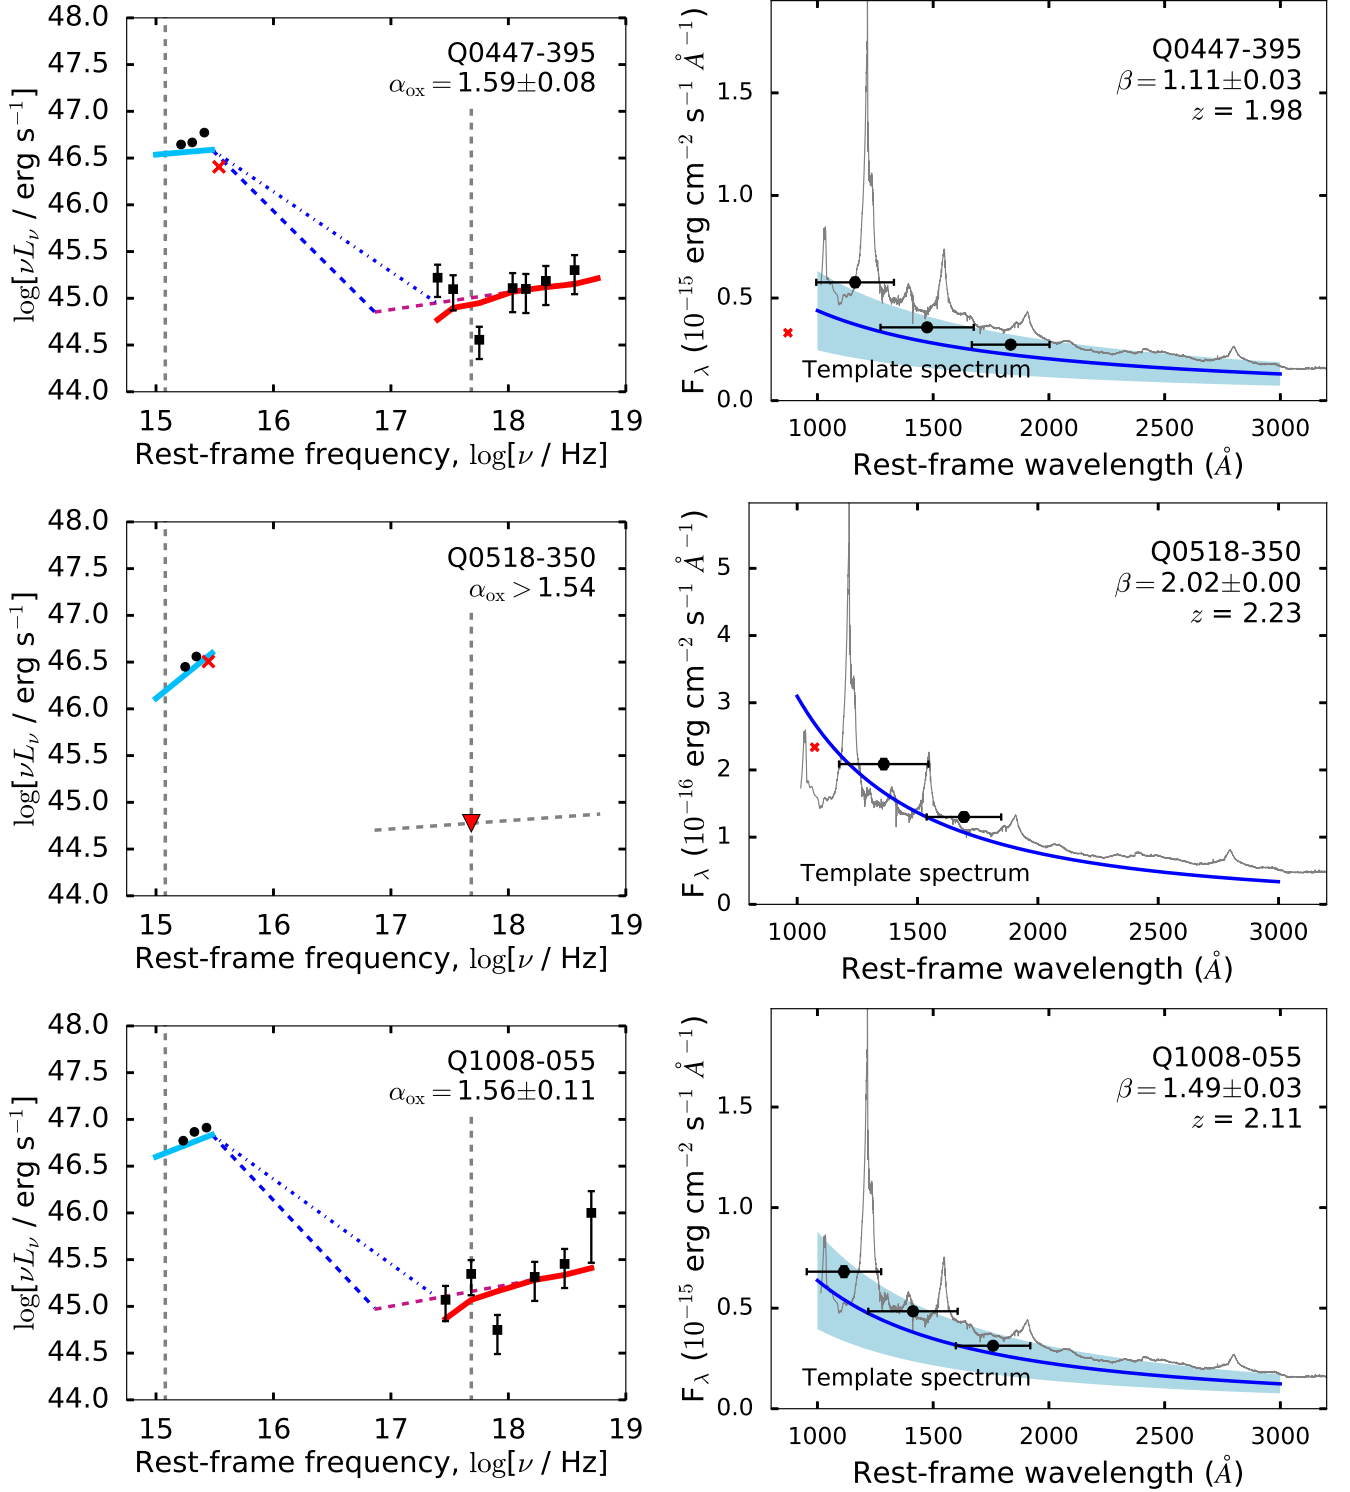 48.0
47.5
47.0
46.5
46.0
45.5
45.0
44.5
44.0
log[νLν / erg s⁻¹]
Q0447-395
αox = 1.59±0.08
15 16 17 18 19
Rest-frame frequency, log[ν / Hz]
1.5
1.0
0.5
0.0
Fλ (10⁻¹⁵ erg cm⁻² s⁻¹ Å⁻¹)
Q0447-395
β = 1.11±0.03
z = 1.98
Template spectrum
1000 1500 2000 2500 3000
Rest-frame wavelength (Å)
48.0
47.5
47.0
46.5
46.0
45.5
45.0
44.5
44.0
log[νLν / erg s⁻¹]
Q0518-350
αox > 1.54
15 16 17 18 19
Rest-frame frequency, log[ν / Hz]
5
4
3
2
1
0
Fλ (10⁻¹⁶ erg cm⁻² s⁻¹ Å⁻¹)
Q0518-350
β = 2.02±0.00
z = 2.23
Template spectrum
1000 1500 2000 2500 3000
Rest-frame wavelength (Å)
48.0
47.5
47.0
46.5
46.0
45.5
45.0
44.5
44.0
log[νLν / erg s⁻¹]
Q1008-055
αox = 1.56±0.11
15 16 17 18 19
Rest-frame frequency, log[ν / Hz]
1.5
1.0
0.5
0.0
Fλ (10⁻¹⁵ erg cm⁻² s⁻¹ Å⁻¹)
Q1008-055
β = 1.49±0.03
z = 2.11
Template spectrum
1000 1500 2000 2500 3000
Rest-frame wavelength (Å)